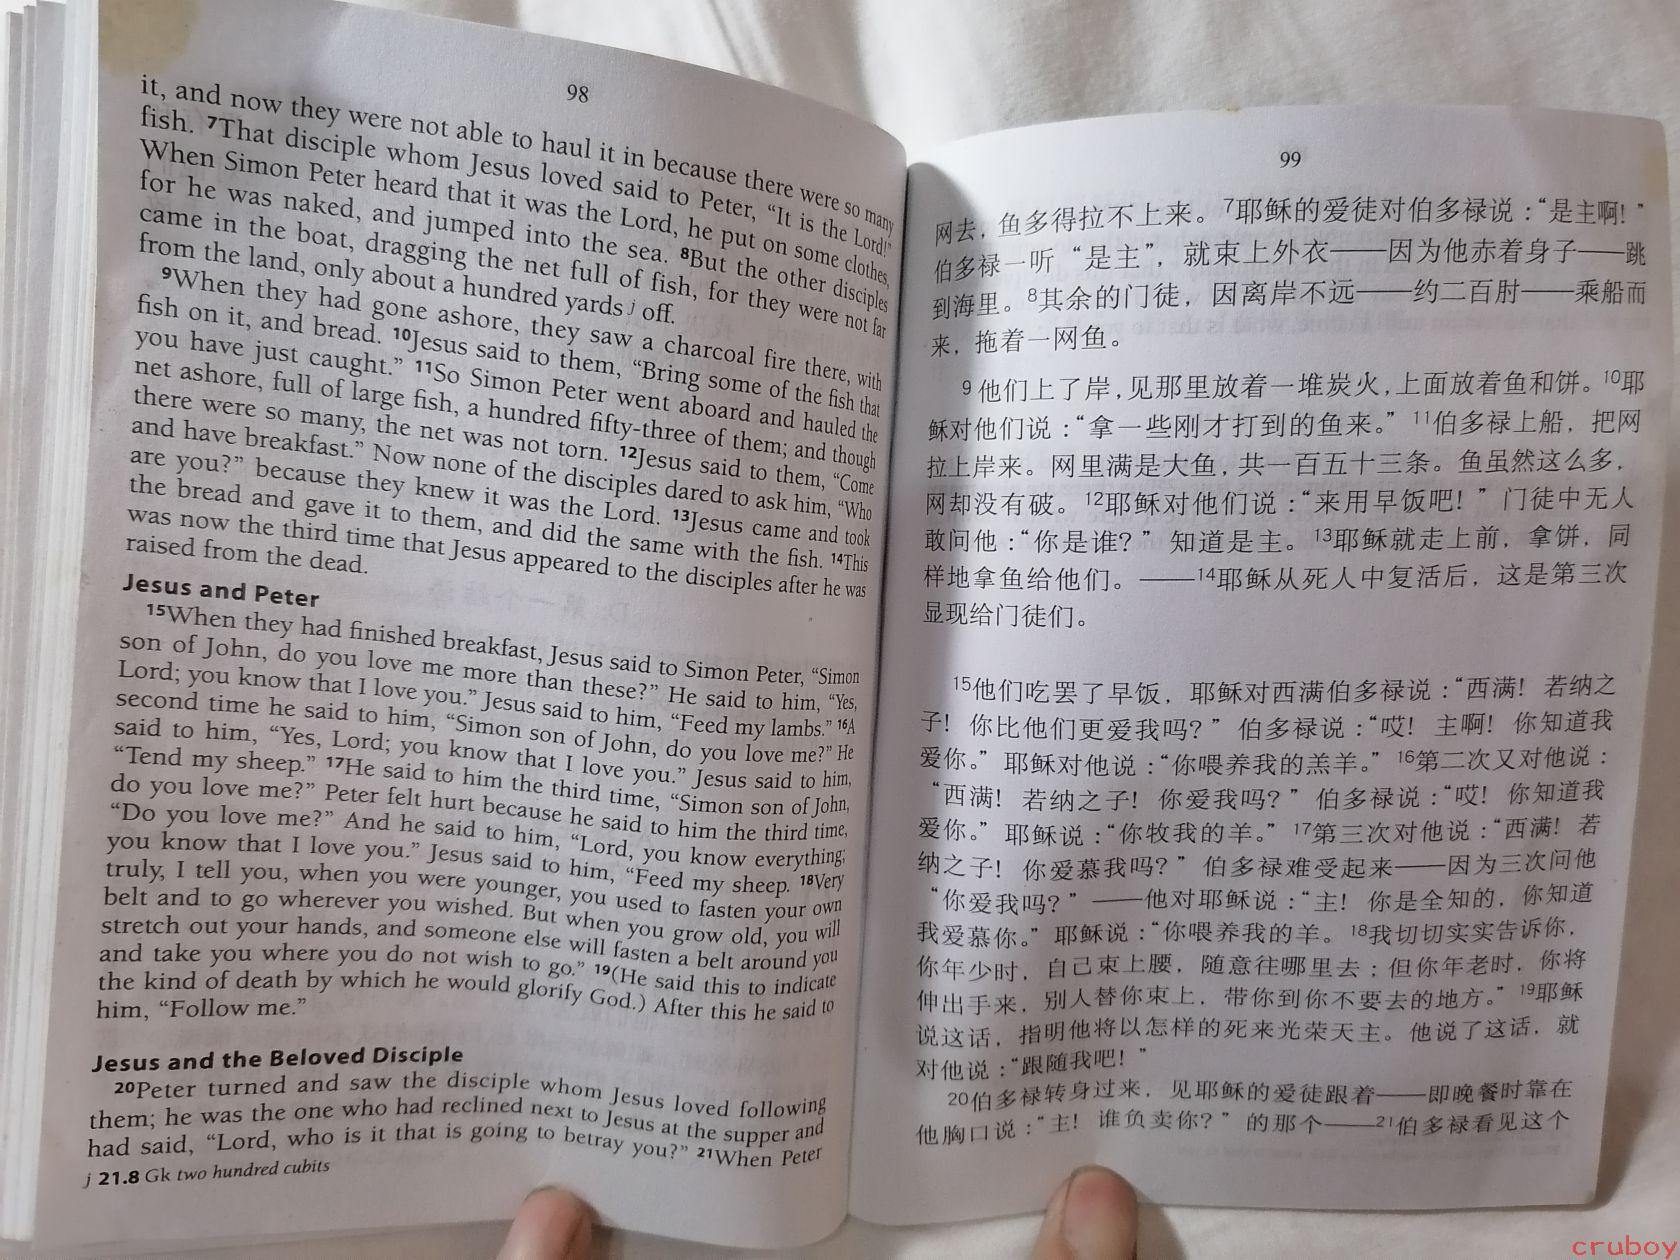 98
it, and now they were not able to haul it in because there were so many
fish. 7That disciple whom Jesus loved said to Peter, “It is the Lord!”
When Simon Peter heard that it was the Lord, he put on some clothes,
for he was naked, and jumped into the sea. 8But the other disciples
came in the boat, dragging the net full of fish, for they were not far
from the land, only about a hundred yards j off.
9When they had gone ashore, they saw a charcoal fire there, with
fish on it, and bread. 10Jesus said to them, “Bring some of the fish that
you have just caught.” 11So Simon Peter went aboard and hauled the
net ashore, full of large fish, a hundred fifty-three of them; and though
there were so many, the net was not torn. 12Jesus said to them, “Come
and have breakfast.” Now none of the disciples dared to ask him, “Who
are you?” because they knew it was the Lord. 13Jesus came and took
the bread and gave it to them, and did the same with the fish. 14This
was now the third time that Jesus appeared to the disciples after he was
raised from the dead.
Jesus and Peter
15When they had finished breakfast, Jesus said to Simon Peter, “Simon
son of John, do you love me more than these?” He said to him, “Yes,
Lord; you know that I love you.” Jesus said to him, “Feed my lambs.” 16A
second time he said to him, “Simon son of John, do you love me?” He
said to him, “Yes, Lord; you know that I love you.” Jesus said to him,
“Tend my sheep.” 17He said to him the third time, “Simon son of John,
do you love me?” Peter felt hurt because he said to him the third time,
“Do you love me?” And he said to him, “Lord, you know everything;
you know that I love you.” Jesus said to him, “Feed my sheep. 18Very
truly, I tell you, when you were younger, you used to fasten your own
belt and to go wherever you wished. But when you grow old, you will
stretch out your hands, and someone else will fasten a belt around you
and take you where you do not wish to go.” 19(He said this to indicate
the kind of death by which he would glorify God.) After this he said to
him, “Follow me.”
Jesus and the Beloved Disciple
20Peter turned and saw the disciple whom Jesus loved following
them; he was the one who had reclined next to Jesus at the supper and
had said, “Lord, who is it that is going to betray you?” 21When Peter
j 21.8 Gk two hundred cubits
99
网去，鱼多得拉不上来。7耶稣的爱徒对伯多禄说：“是主啊！”
伯多禄一听“是主”，就束上外衣——因为他赤着身子——跳
到海里。8其余的门徒，因离岸不远——约二百肘——乘船而
来，拖着一网鱼。
9他们上了岸，见那里放着一堆炭火，上面放着鱼和饼。10耶
稣对他们说：“拿一些刚才打到的鱼来。”11伯多禄上船，把网
拉上岸来。网里满是大鱼，共一百五十三条。鱼虽然这么多，
网却没有破。12耶稣对他们说：“来用早饭吧！”门徒中无人
敢问他：“你是谁？”知道是主。13耶稣就走上前，拿饼，同
样地拿鱼给他们。——14耶稣从死人中复活后，这是第三次
显现给门徒们。
15他们吃罢了早饭，耶稣对西满伯多禄说：“西满！若纳之
子！你比他们更爱我吗？”伯多禄说：“哎！主啊！你知道我
爱你。”耶稣对他说：“你喂养我的羔羊。”16第二次又对他说：
“西满！若纳之子！你爱我吗？”伯多禄说：“哎！你知道我
爱你。”耶稣说：“你牧我的羊。”17第三次对他说：“西满！若
纳之子！你爱慕我吗？”伯多禄难受起来——因为三次问他
“你爱我吗？”——他对耶稣说：“主！你是全知的，你知道
我爱慕你。”耶稣说：“你喂养我的羊。18我切切实实告诉你，
你年少时，自己束上腰，随意往哪里去；但你年老时，你将
伸出手来，别人替你束上，带你到你不要去的地方。”19耶稣
说这话，指明他将以怎样的死来光荣天主。他说了这话，就
对他说：“跟随我吧！”
20伯多禄转身过来，见耶稣的爱徒跟着——即晚餐时靠在
他胸口说：“主！谁负卖你？”的那个——21伯多禄看见这个
cruboy